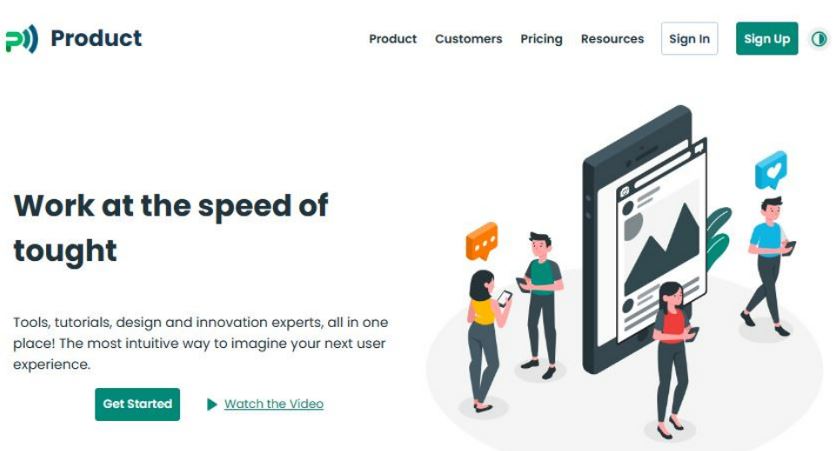 Product
Product Customers Pricing Resources Sign In Sign Up
Work at the speed of
tought
Tools, tutorials, design and innovation experts, all in one
place! The most intuitive way to imagine your next user
experience.
Get Started Watch the Video